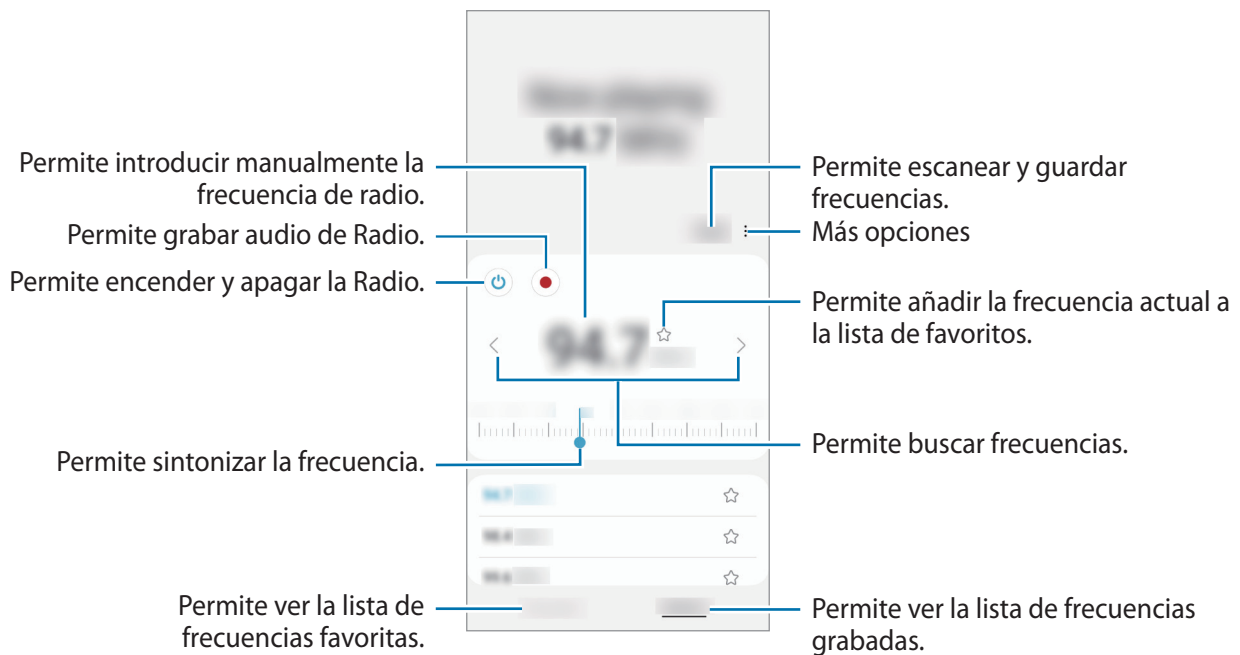 94.7
Permite introducir manualmente la
frecuencia de radio.
Permite grabar audio de Radio.
Permite encender y apagar la Radio.
Permite escanear y guardar
frecuencias.
Más opciones
Permite añadir la frecuencia actual a
la lista de favoritos.
94.7
Permite sintonizar la frecuencia.
Permite buscar frecuencias.
94.7
Permite ver la lista de
frecuencias favoritas.
Permite ver la lista de frecuencias
grabadas.